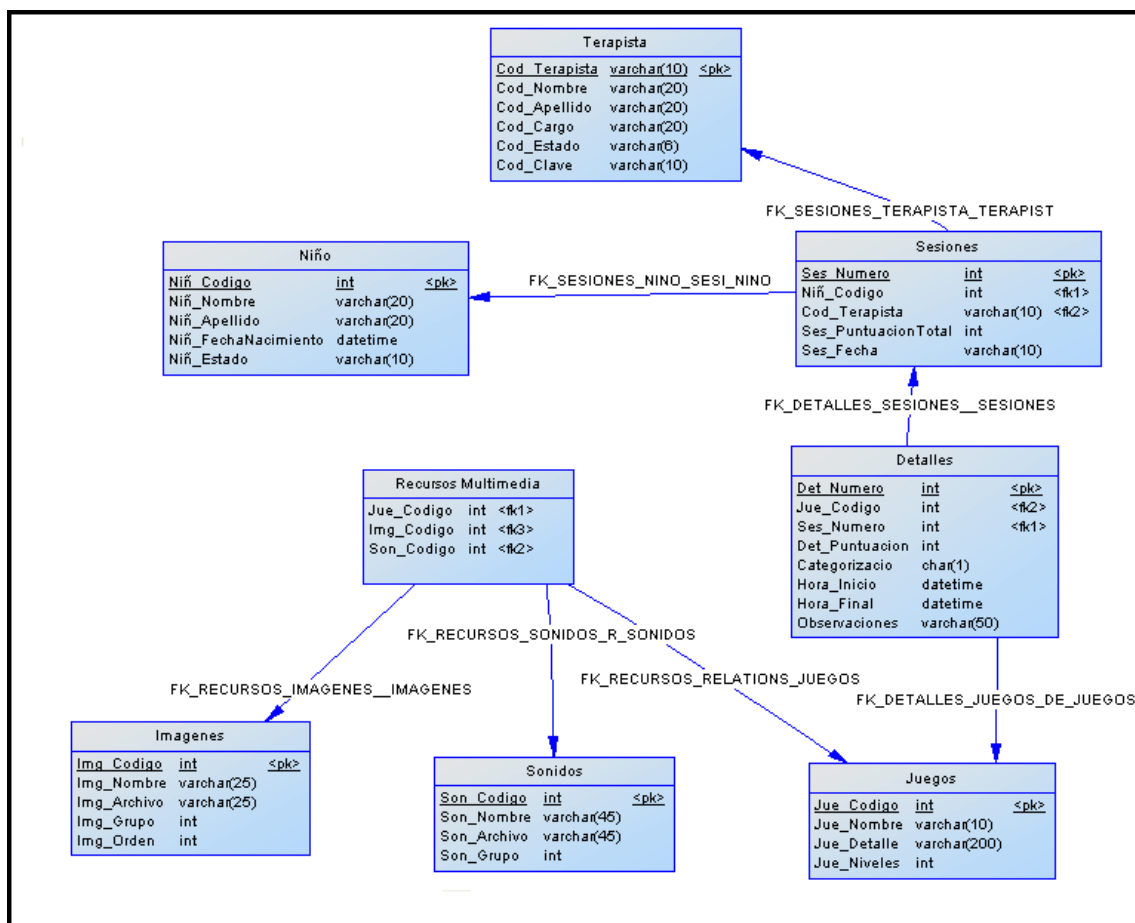 Terapista
Cod_Terapista varchar(10) <pk>
Cod_Nombre varchar(20)
Cod_Apellido varchar(20)
Cod_Cargo varchar(20)
Cod_Estado varchar(6)
Cod_Clave varchar(10)
FK_SESIONES_TERAPISTA_TERAPIST
Niño
Niñ_Codigo int <pk>
Niñ_Nombre varchar(20)
Niñ_Apellido varchar(20)
Niñ_FechaNacimiento datetime
Niñ_Estado varchar(10)
FK_SESIONES_NINO_SESI_NINO
Sesiones
Ses_Numero int <pk>
Niñ_Codigo int <fk1>
Cod_Terapista varchar(10) <fk2>
Ses_PuntuacionTotal int
Ses_Fecha varchar(10)
FK_DETALLES_SESIONES__SESIONES
Detalles
Det_Numero int <pk>
Jue_Codigo int <fk2>
Ses_Numero int <fk1>
Det_Puntuacion int
Categorizacio char(1)
Hora_Inicio datetime
Hora_Final datetime
Observaciones varchar(50)
Recursos Multimedia
Jue_Codigo int <fk1>
Img_Codigo int <fk3>
Son_Codigo int <fk2>
FK_RECURSOS_SONIDOS_R_SONIDOS
FK_RECURSOS_RELATIONS_JUEGOS
FK_RECURSOS_IMAGENES__IMAGENES
FK_DETALLES_JUEGOS_DE_JUEGOS
Imagenes
Img_Codigo int <pk>
Img_Nombre varchar(25)
Img_Archivo varchar(25)
Img_Grupo int
Img_Orden int
Sonidos
Son_Codigo int <pk>
Son_Nombre varchar(45)
Son_Archivo varchar(45)
Son_Grupo int
Juegos
Jue_Codigo int <pk>
Jue_Nombre varchar(10)
Jue_Detalle varchar(200)
Jue_Niveles int